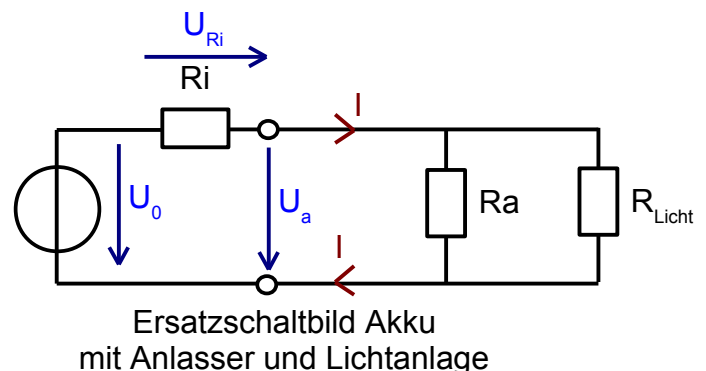 U_Ri
Ri
I
U_0
U_a
Ra
R_Licht
I
Ersatzschaltbild Akku
mit Anlasser und Lichtanlage